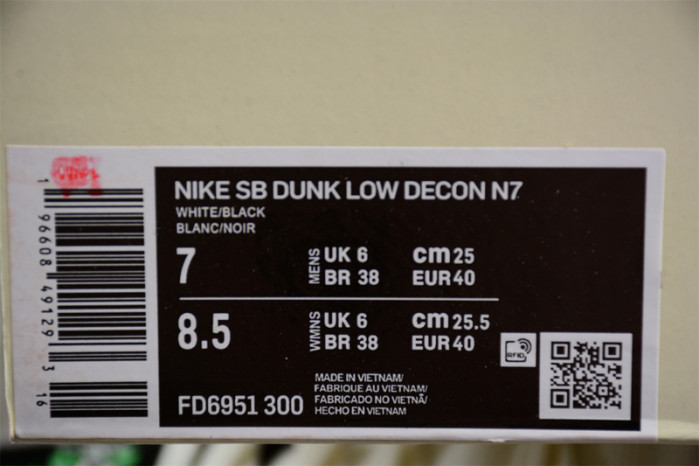 NIKE SB DUNK LOW DECON N7
WHITE/BLACK
BLANC/NOIR
7 MENS UK 6 cm 25
BR 38 EUR 40
8.5 WMNS UK 6 cm 25.5
BR 38 EUR 40
RFID
MADE IN VIETNAM/
FABRIQUE AU VIETNAM/
FABRICADO NO VIETNÃ/
HECHO EN VIETNAM
FD6951 300
1 96608 49129 3 16